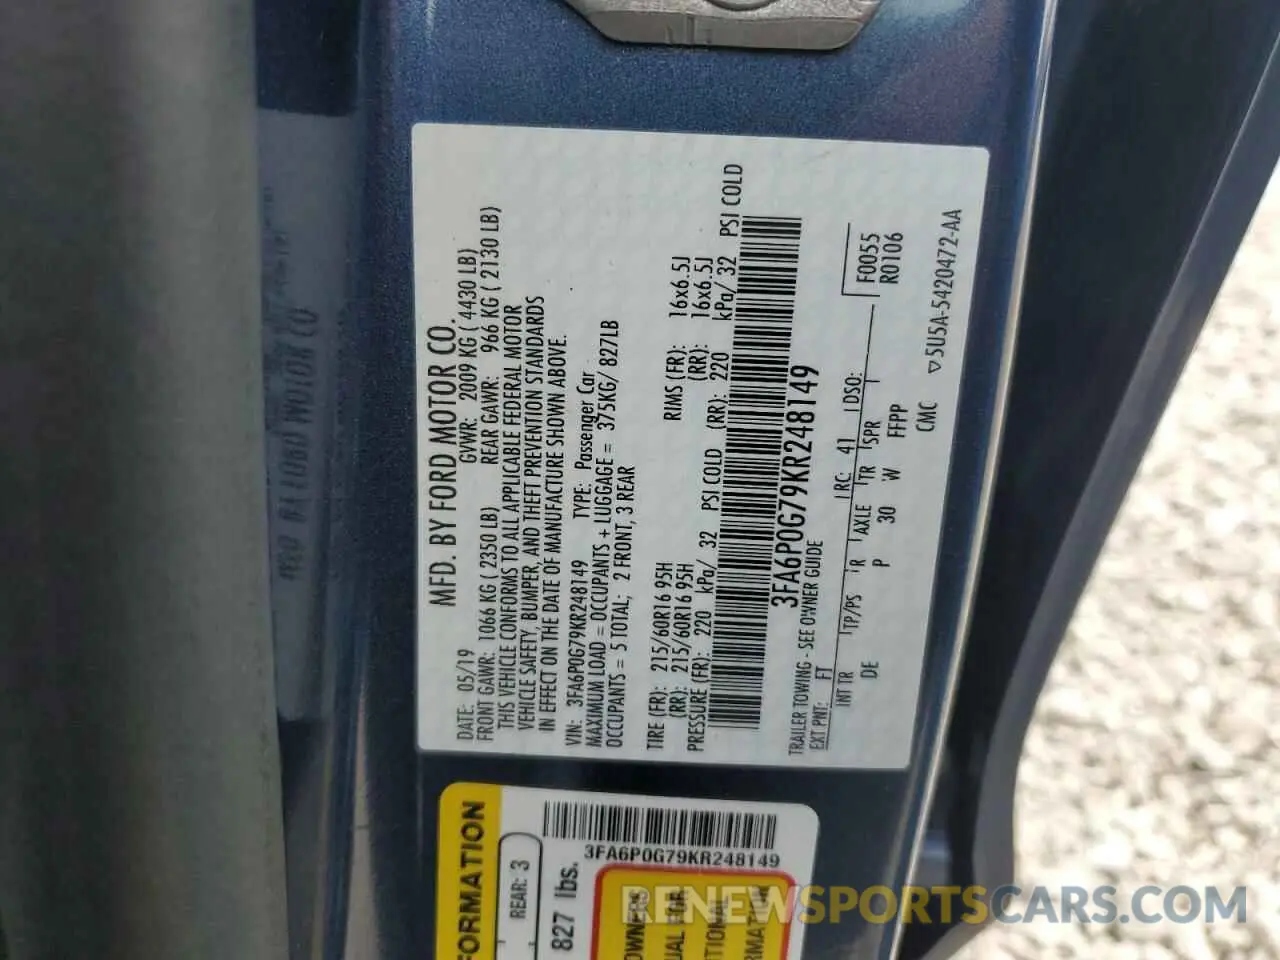 MFD. BY FORD MOTOR CO.
DATE: 05/19 GVWR: 2009 KG ( 4430 LB)
FRONT GAWR: 1066 KG ( 2350 LB) REAR GAWR: 966 KG ( 2130 LB)
THIS VEHICLE CONFORMS TO ALL APPLICABLE FEDERAL MOTOR
VEHICLE SAFETY, BUMPER, AND THEFT PREVENTION STANDARDS
IN EFFECT ON THE DATE OF MANUFACTURE SHOWN ABOVE.
VIN: 3FA6P0G79KR248149 TYPE: Passenger Car
MAXIMUM LOAD = OCCUPANTS + LUGGAGE = 375KG/ 827LB
OCCUPANTS = 5 TOTAL; 2 FRONT, 3 REAR
TIRE (FR): 215/60R16 95H RIMS (FR): 16x6.5J
(RR): 215/60R16 95H (RR): 16x6.5J
PRESSURE (FR): 220 kPa/ 32 PSI COLD (RR): 220 kPa/ 32 PSI COLD
3FA6P0G79KR248149
TRAILER TOWING - SEE OWNER GUIDE
EXT PNT: FT RC: 41 DSO: F0055
INT TR TP/PS R AXLE TR SPR R0106
DE P 30 W FFPP
CMC ▽5U5A-5420472-AA
FORMATION
REAR: 3
827 lbs.
3FA6P0G79KR248149
OWNERS
UAL FOR
ITIONAL
RMATION
RENEWSPORTSCARS.COM